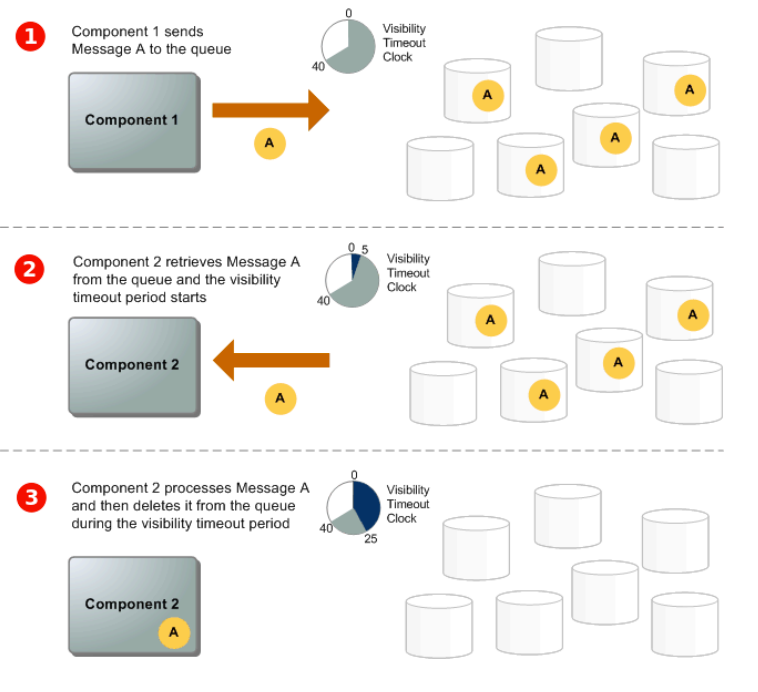 1
Component 1 sends
Message A to the queue
0
40
Visibility
Timeout
Clock
Component 1
A
A
A
A
A
2
Component 2 retrieves Message A
from the queue and the visibility
timeout period starts
0 5
40
Visibility
Timeout
Clock
Component 2
A
A
A
A
A
3
Component 2 processes Message A
and then deletes it from the queue
during the visibility timeout period
0
40
25
Visibility
Timeout
Clock
Component 2
A